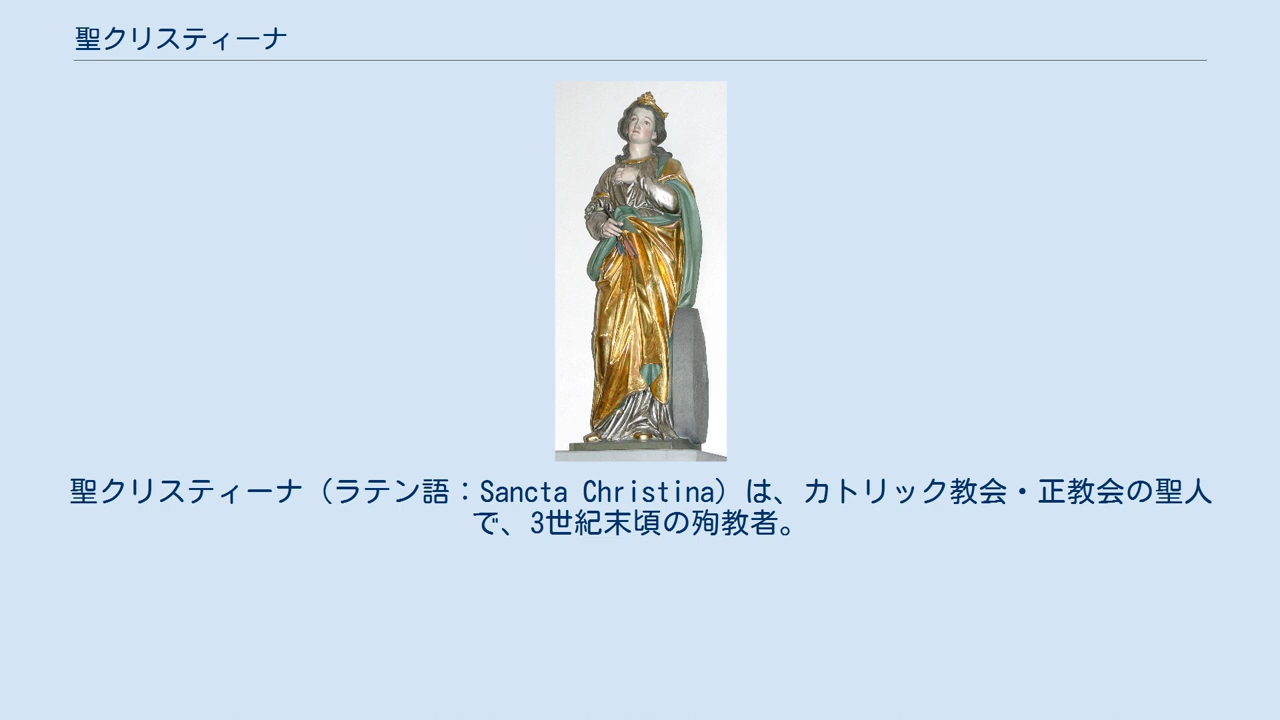 聖クリスティーナ
聖クリスティーナ（ラテン語：Sancta Christina）は、カトリック教会・正教会の聖人
で、3世紀末頃の殉教者。